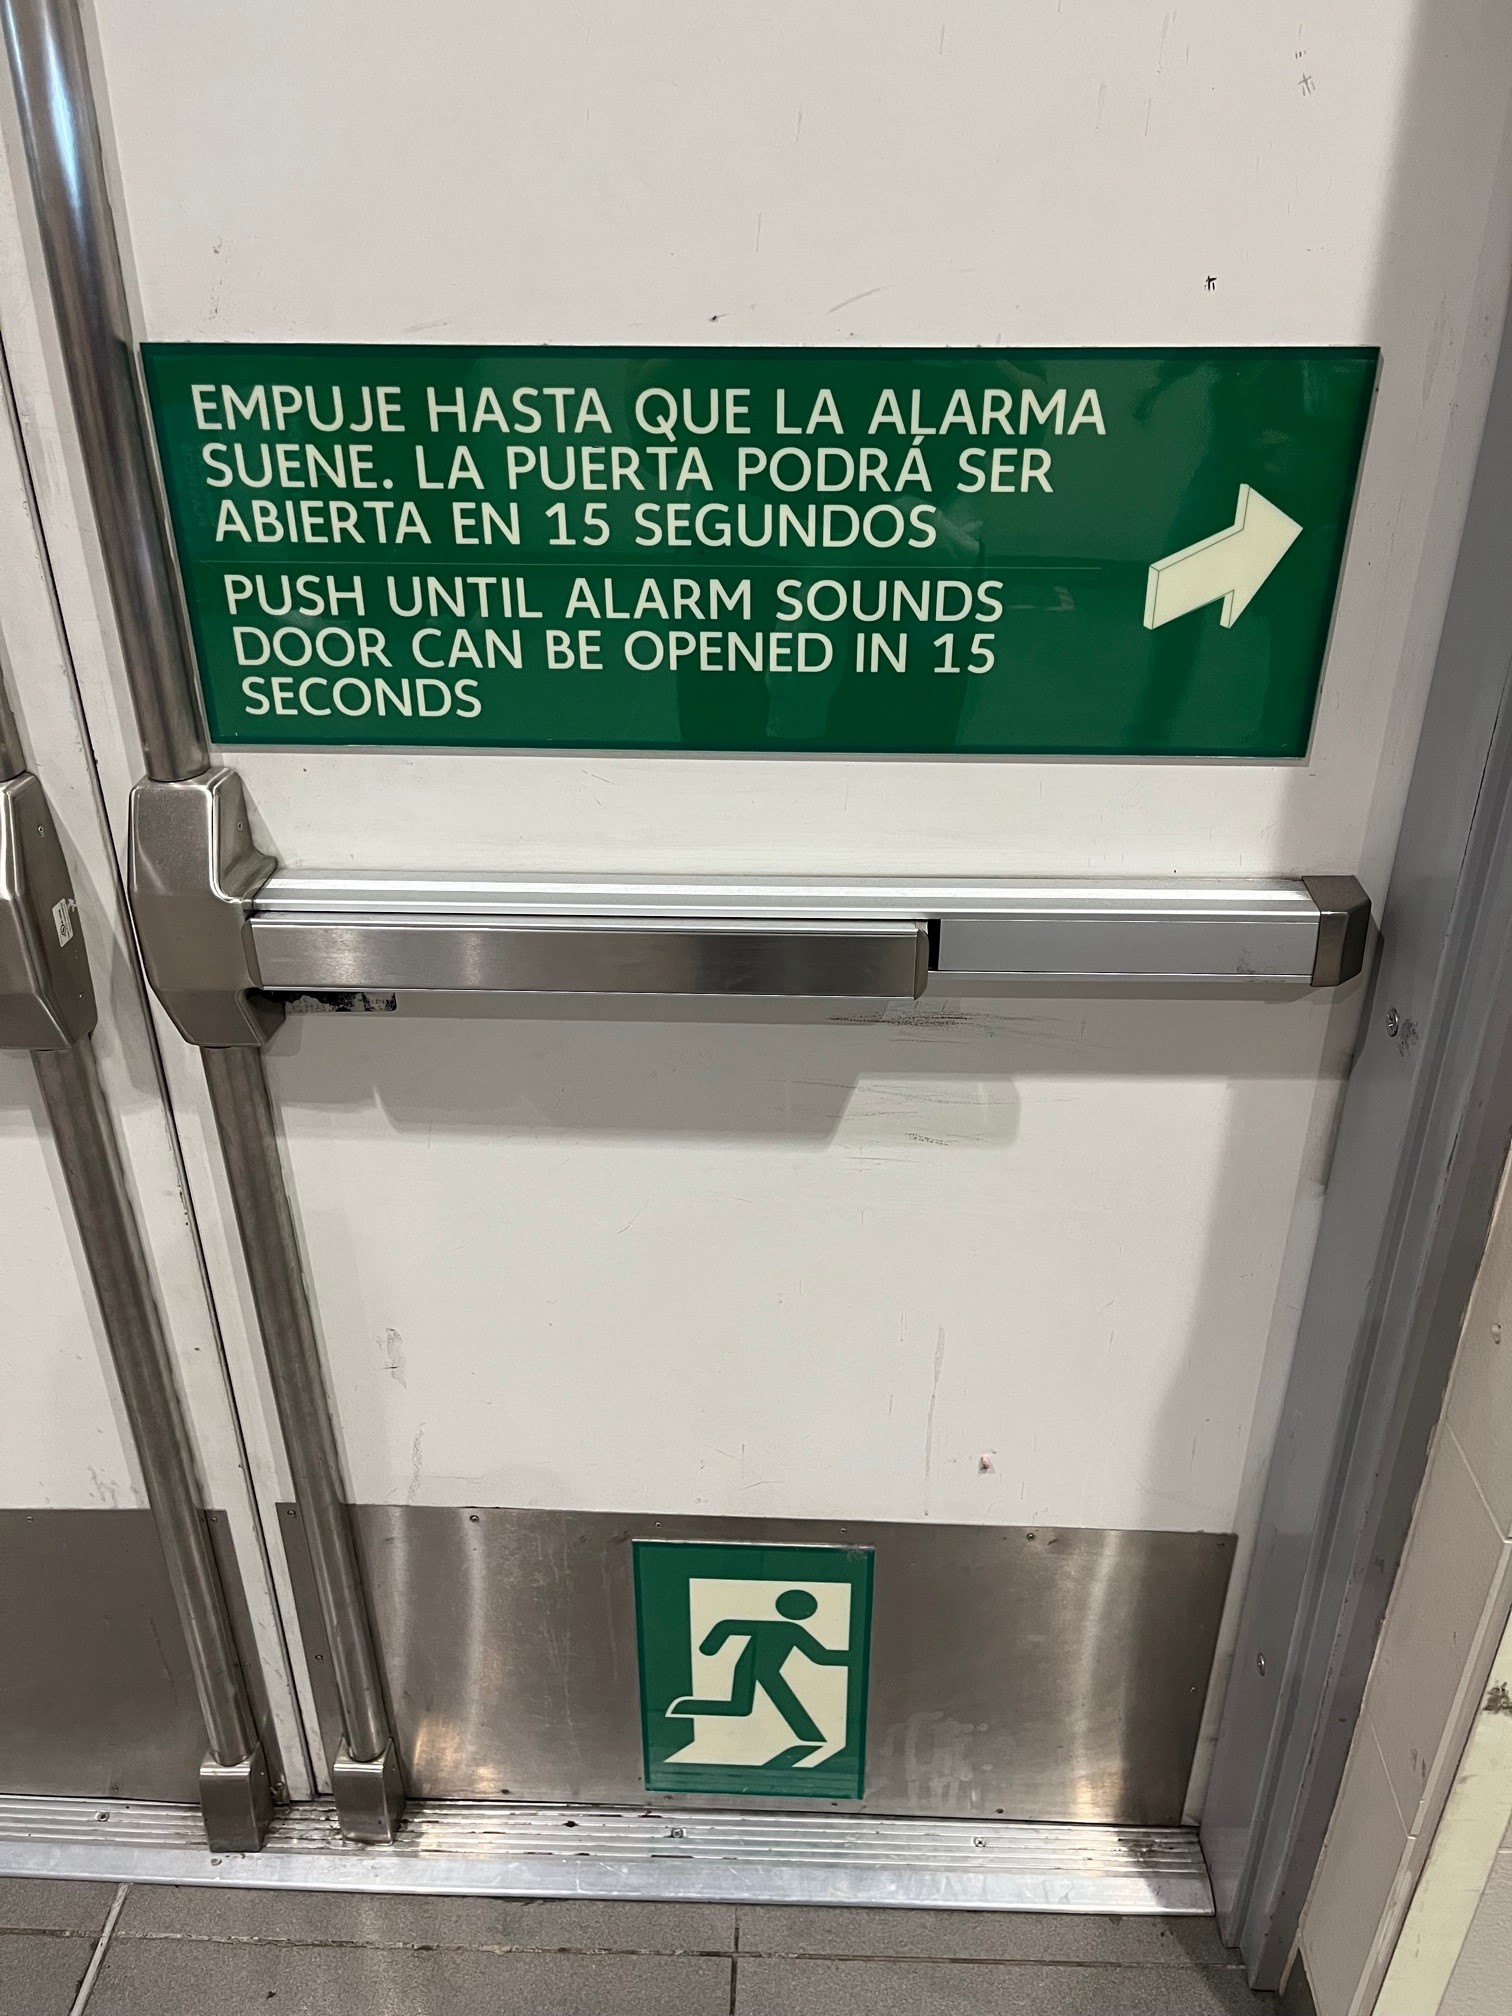 EMPUJE HASTA QUE LA ALARMA
SUENE. LA PUERTA PODRÁ SER
ABIERTA EN 15 SEGUNDOS
PUSH UNTIL ALARM SOUNDS
DOOR CAN BE OPENED IN 15
SECONDS